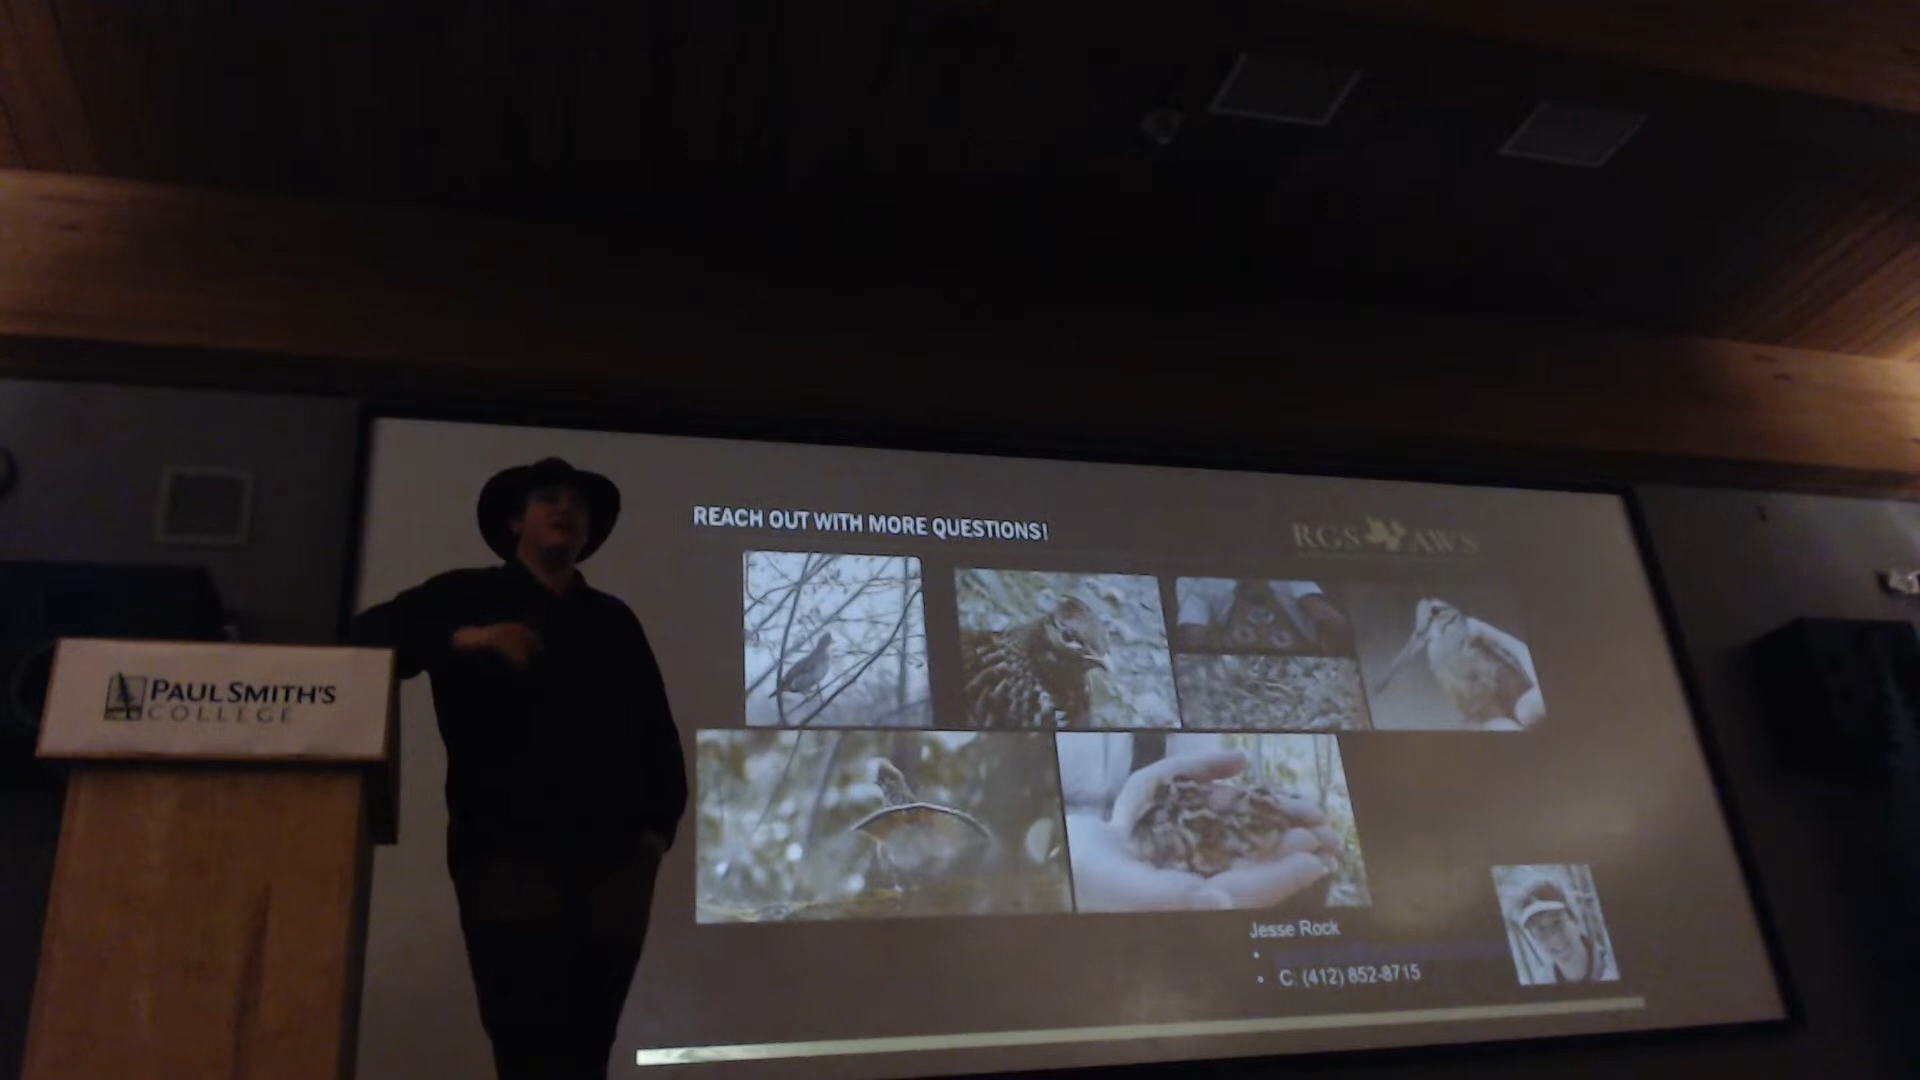 REACH OUT WITH MORE QUESTIONS!
RGS AWS
PAUL SMITH'S
COLLEGE
Jesse Rock
•
• C: (412) 852-8715